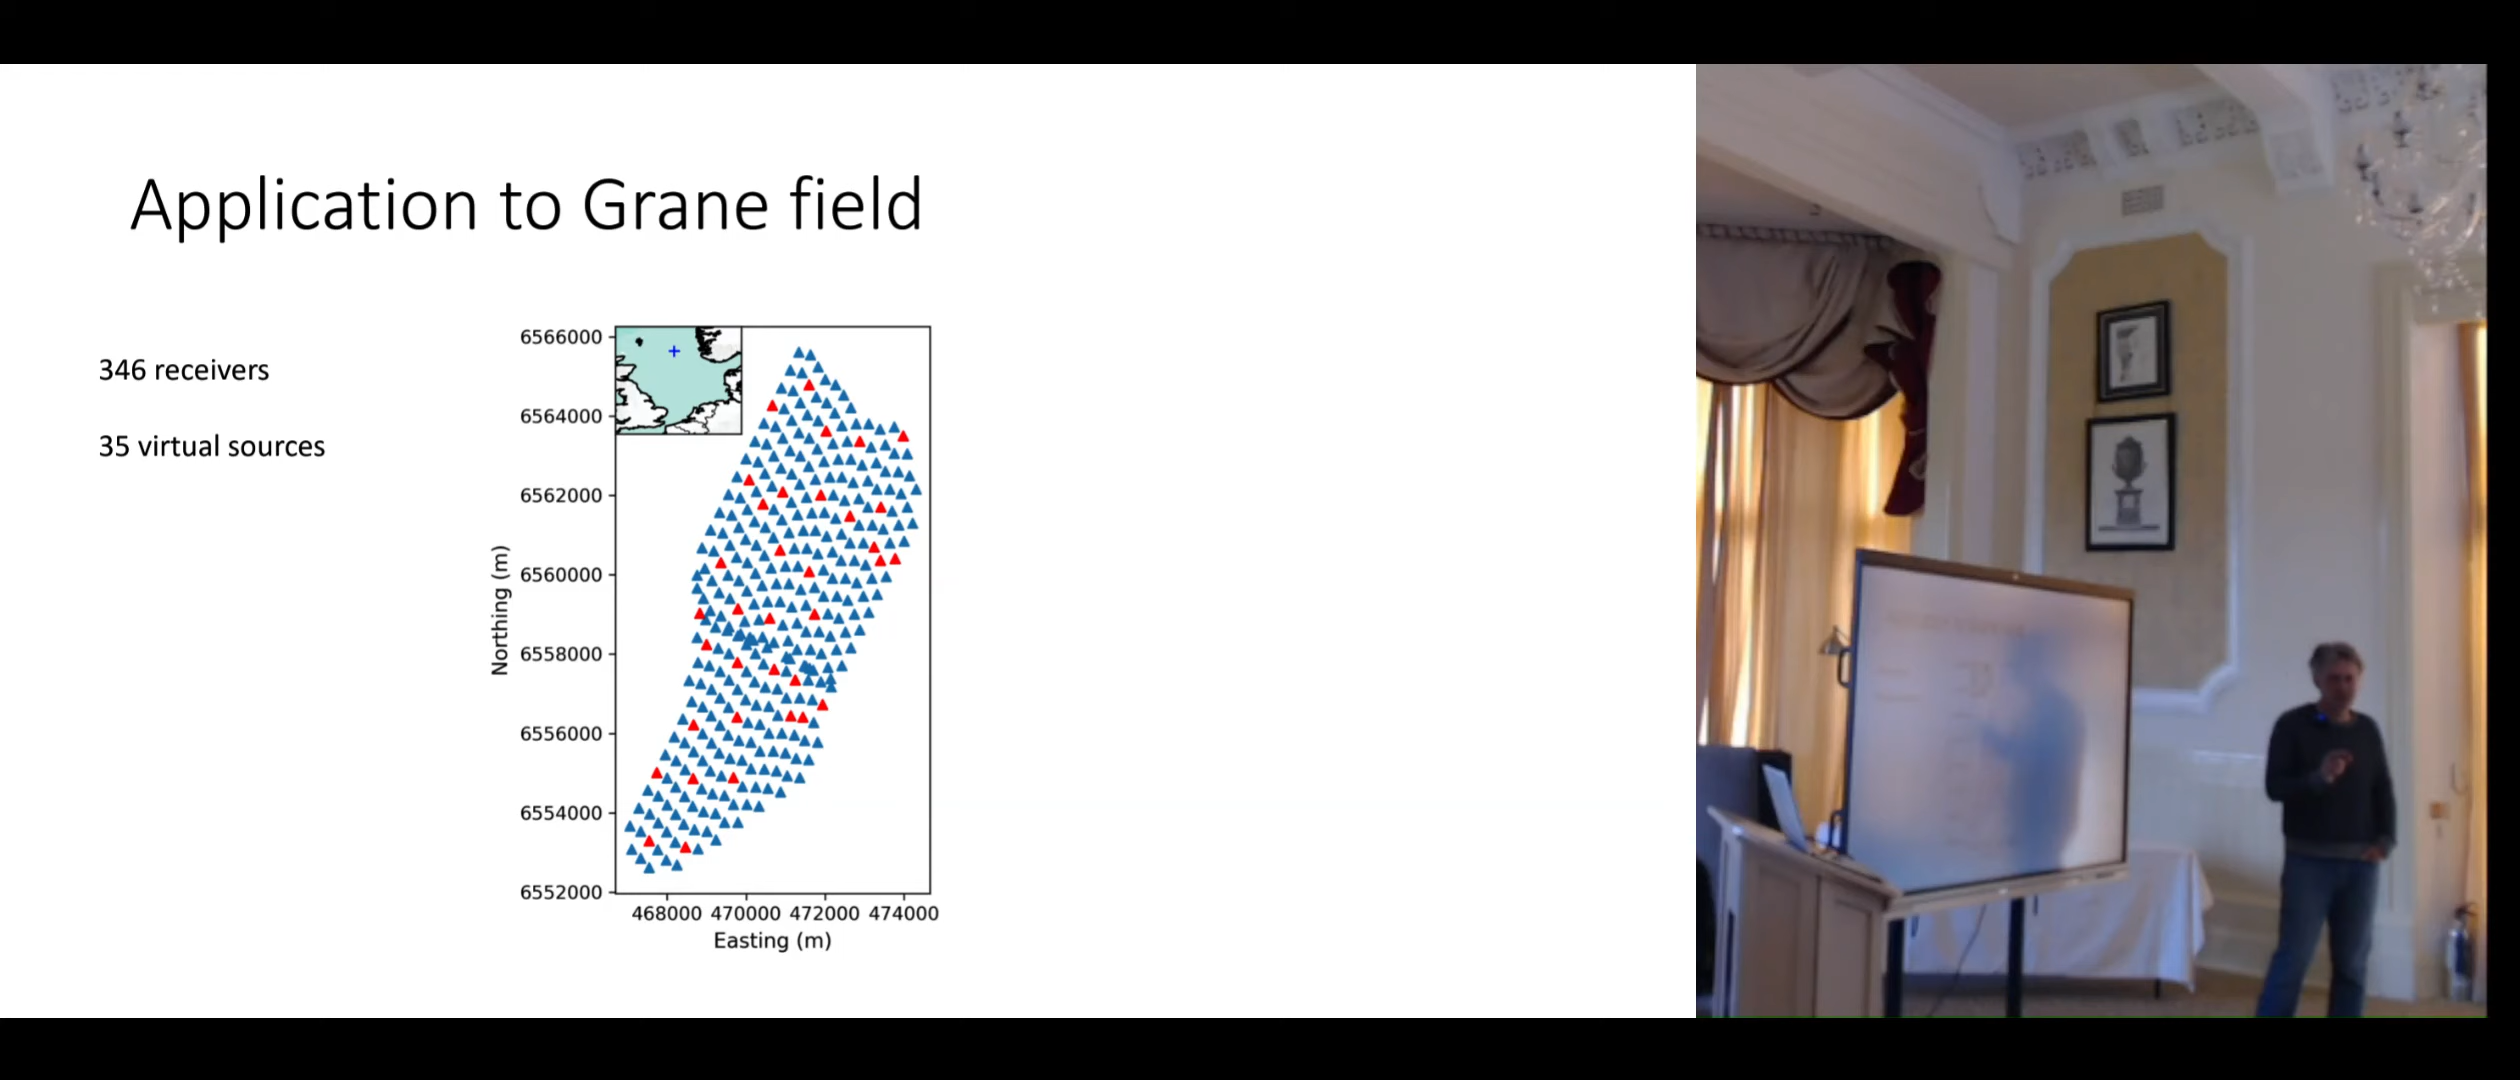 Application to Grane field
346 receivers
35 virtual sources
6566000
6564000
6562000
6560000
6558000
6556000
6554000
6552000
Northing (m)
468000 470000 472000 474000
Easting (m)